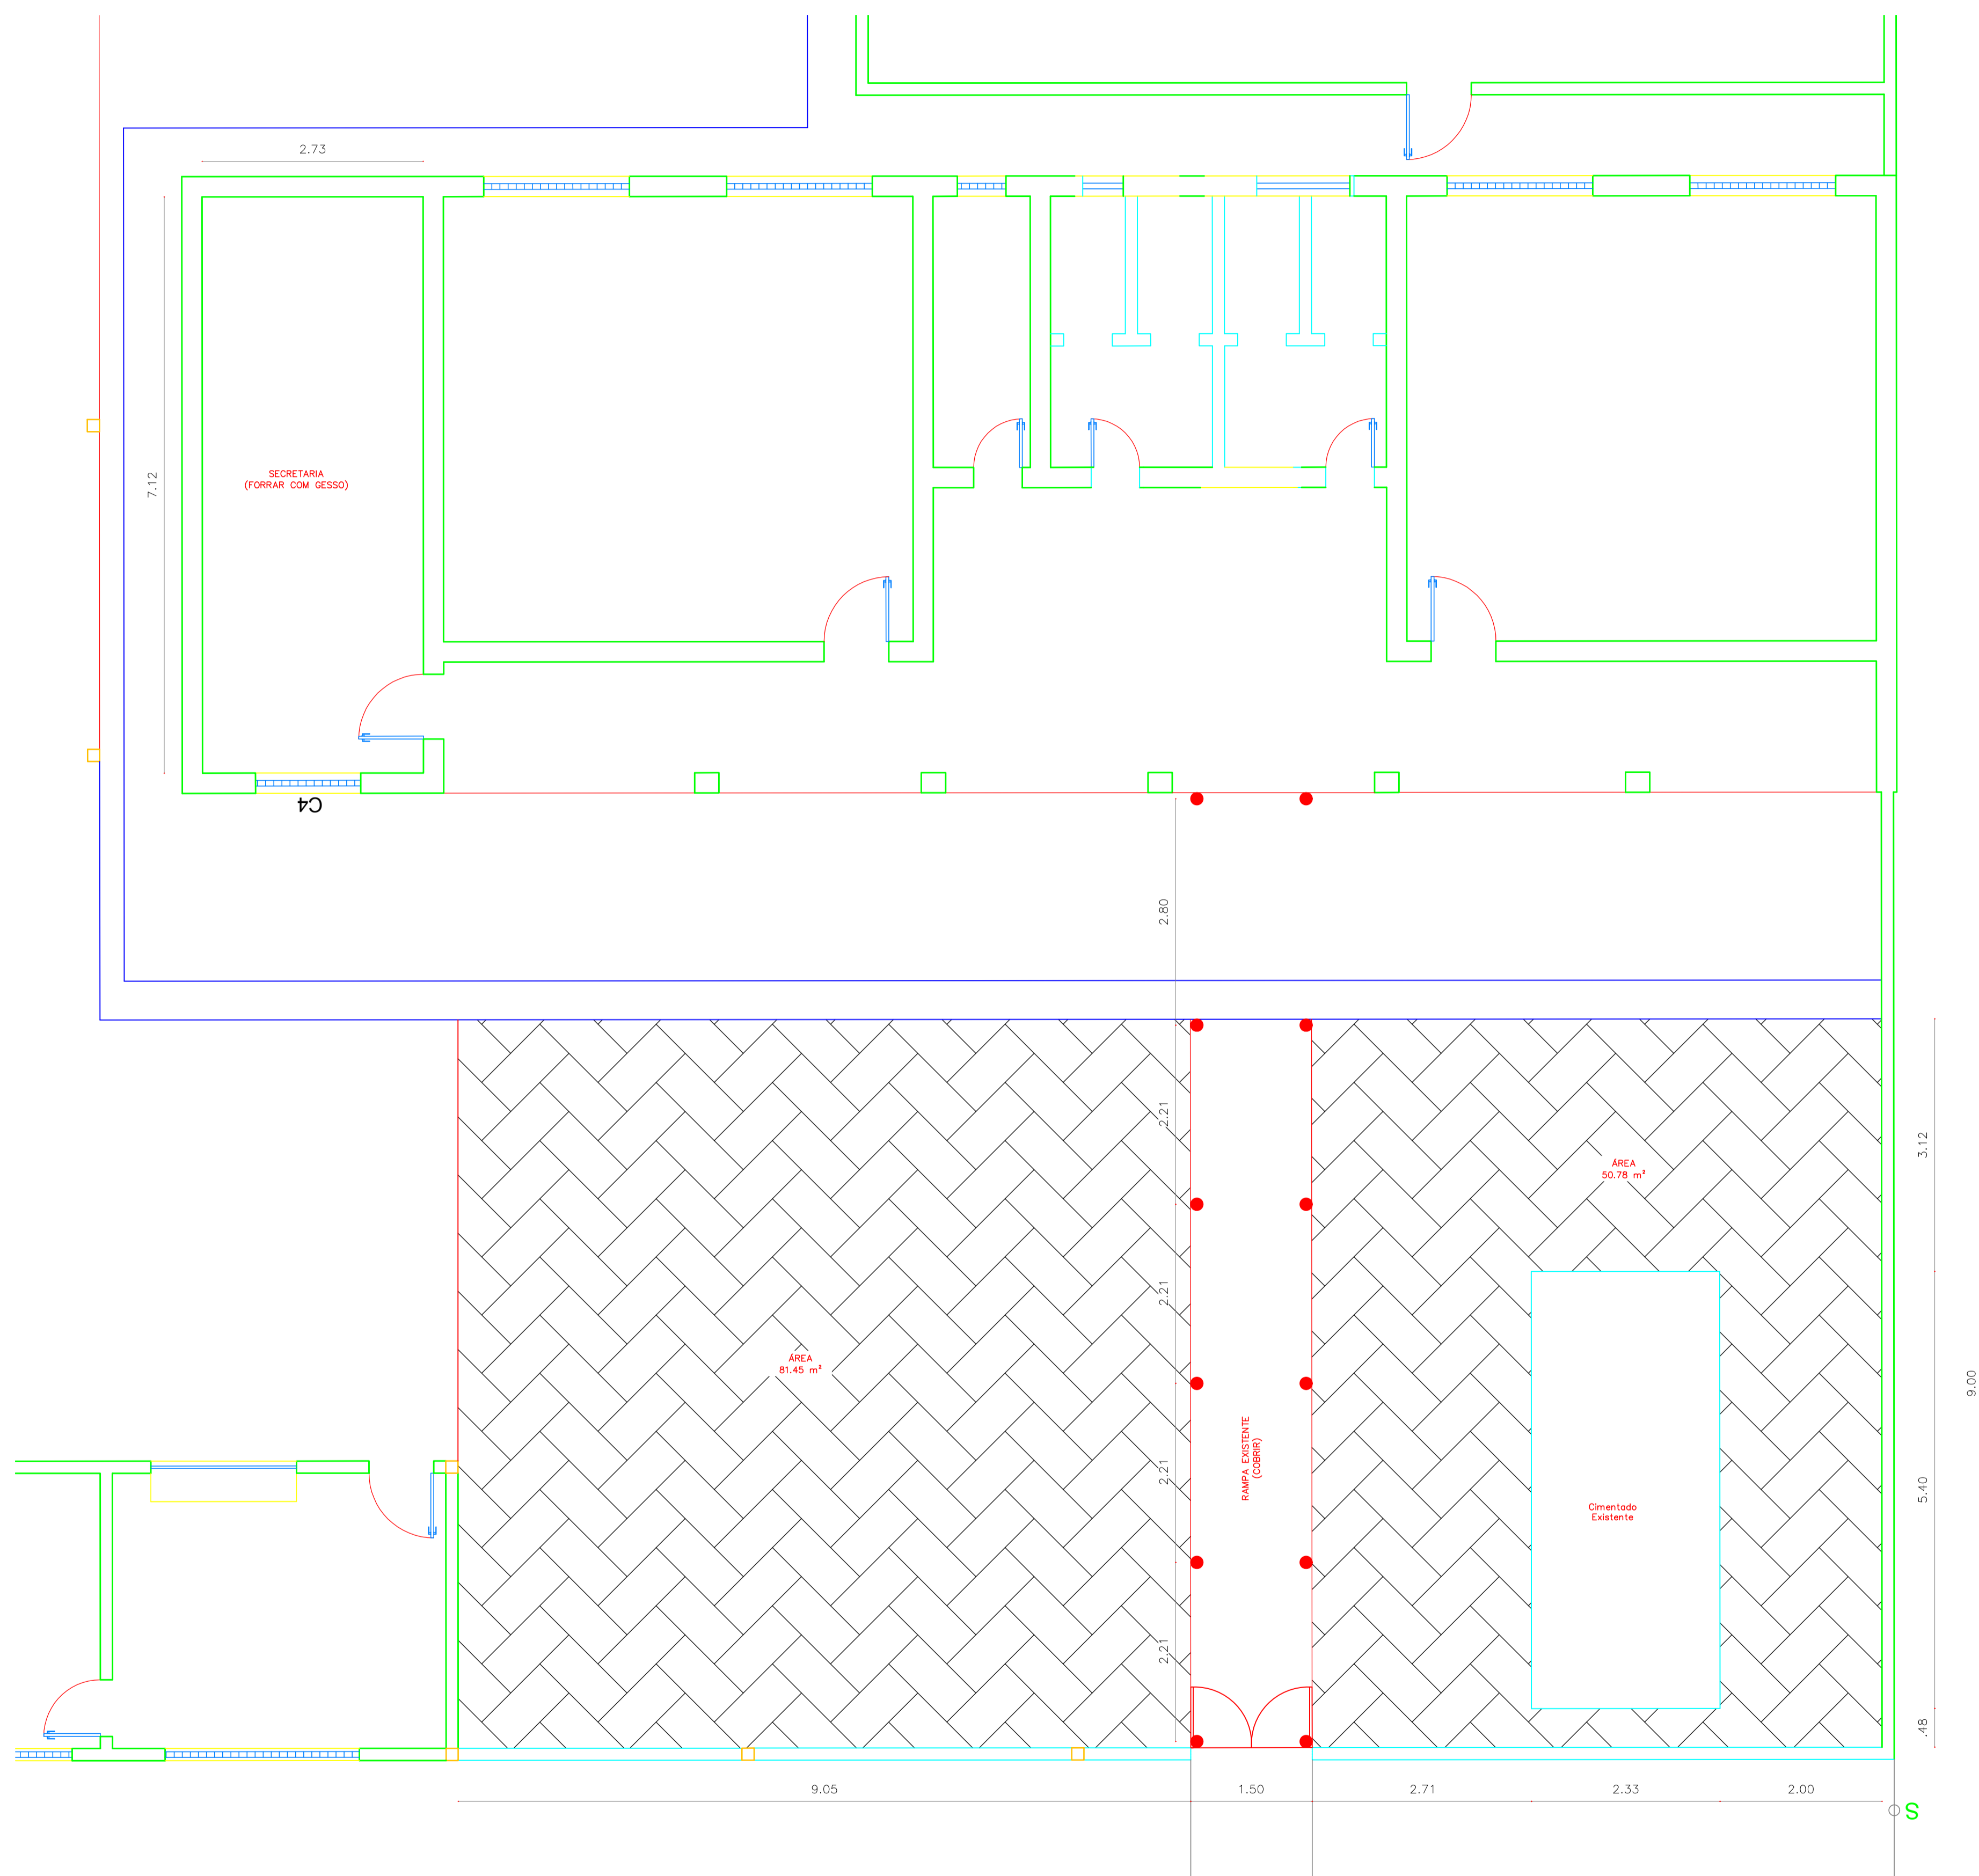 2.73
SECRETARIA
(FORRAR COM GESSO)
7.12
C4
2.80
2.21
3.12
ÁREA
50.78 m²
2.21
ÁREA
81.45 m²
9.00
RAMPA EXISTENTE
(COBRIR)
2.21
5.40
Cimentado
Existente
2.21
.48
9.05
1.50
2.71
2.33
2.00
S